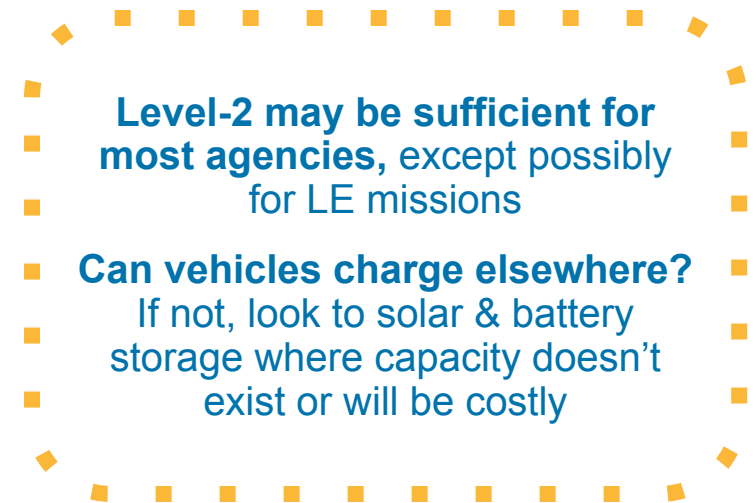 Level-2 may be sufficient for
most agencies, except possibly
for LE missions
Can vehicles charge elsewhere?
If not, look to solar & battery
storage where capacity doesn’t
exist or will be costly